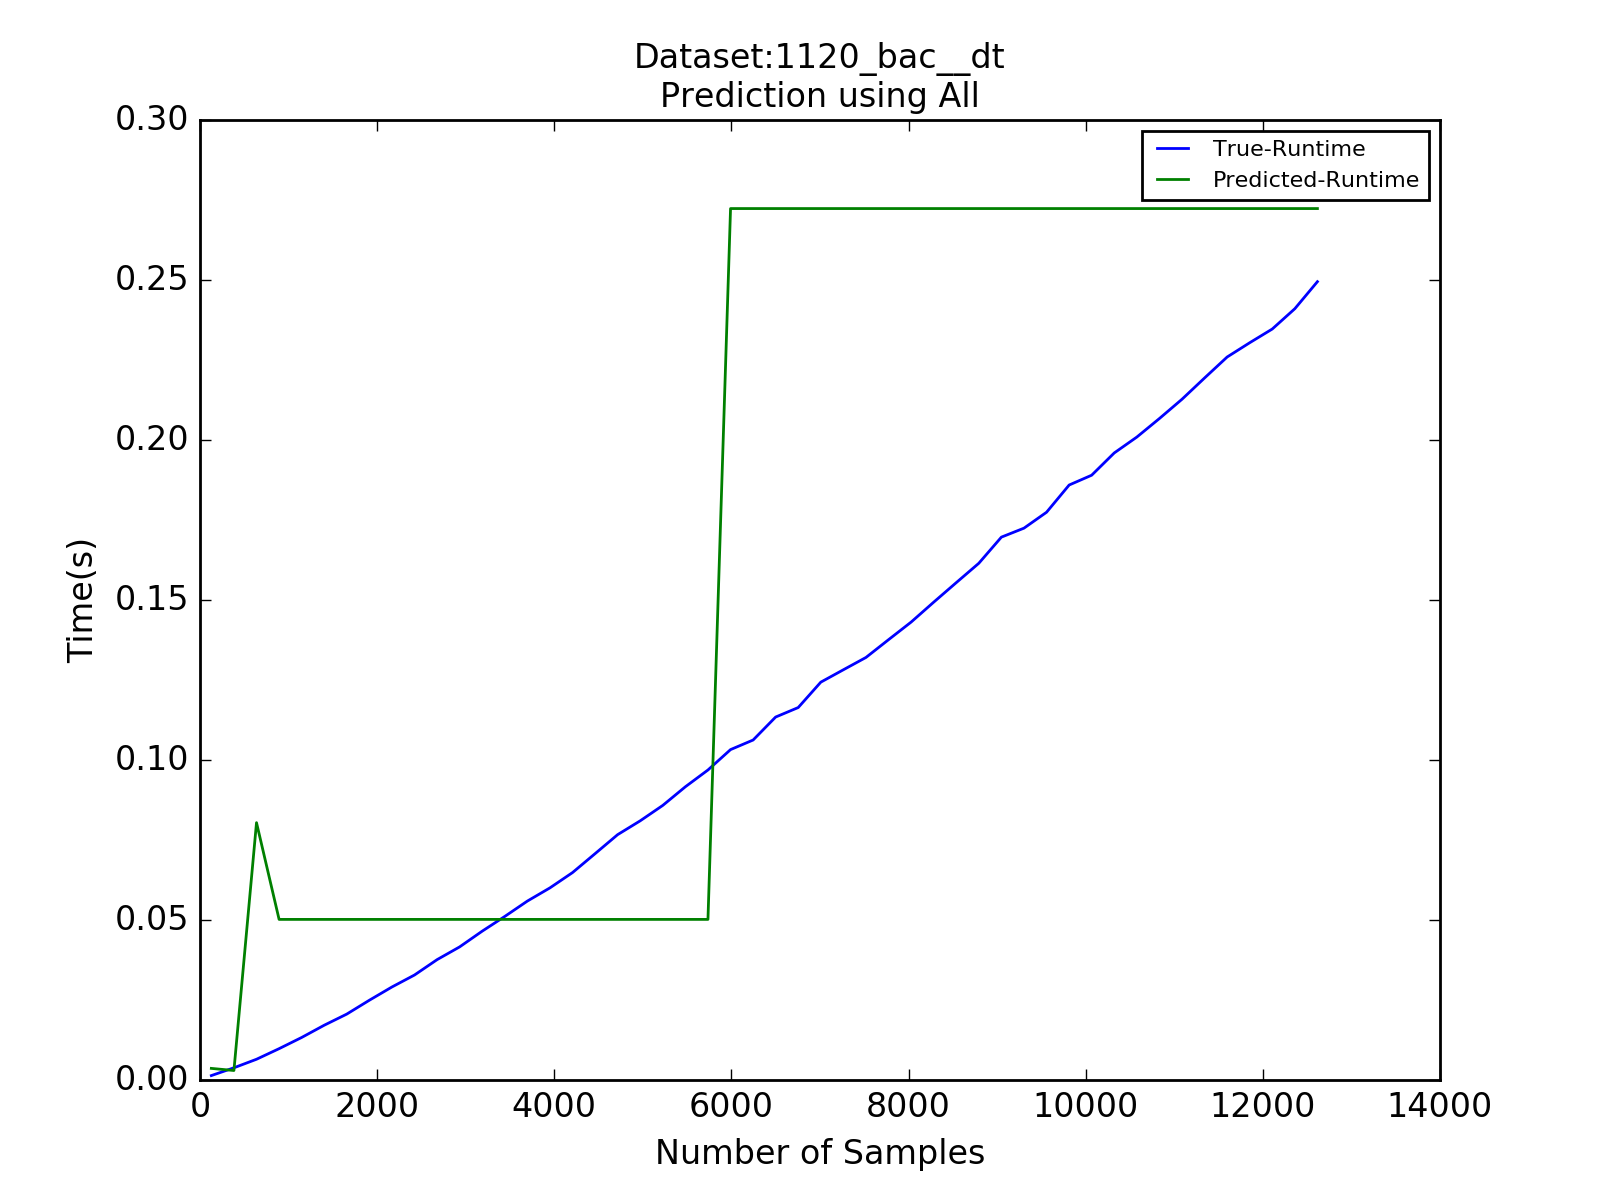 Dataset:1120_bac__dt
Prediction using All
0.30
0.25
0.20
0.15
0.10
0.05
0.00
Time(s)
True-Runtime
Predicted-Runtime
0 2000 4000 6000 8000 10000 12000 14000
Number of Samples